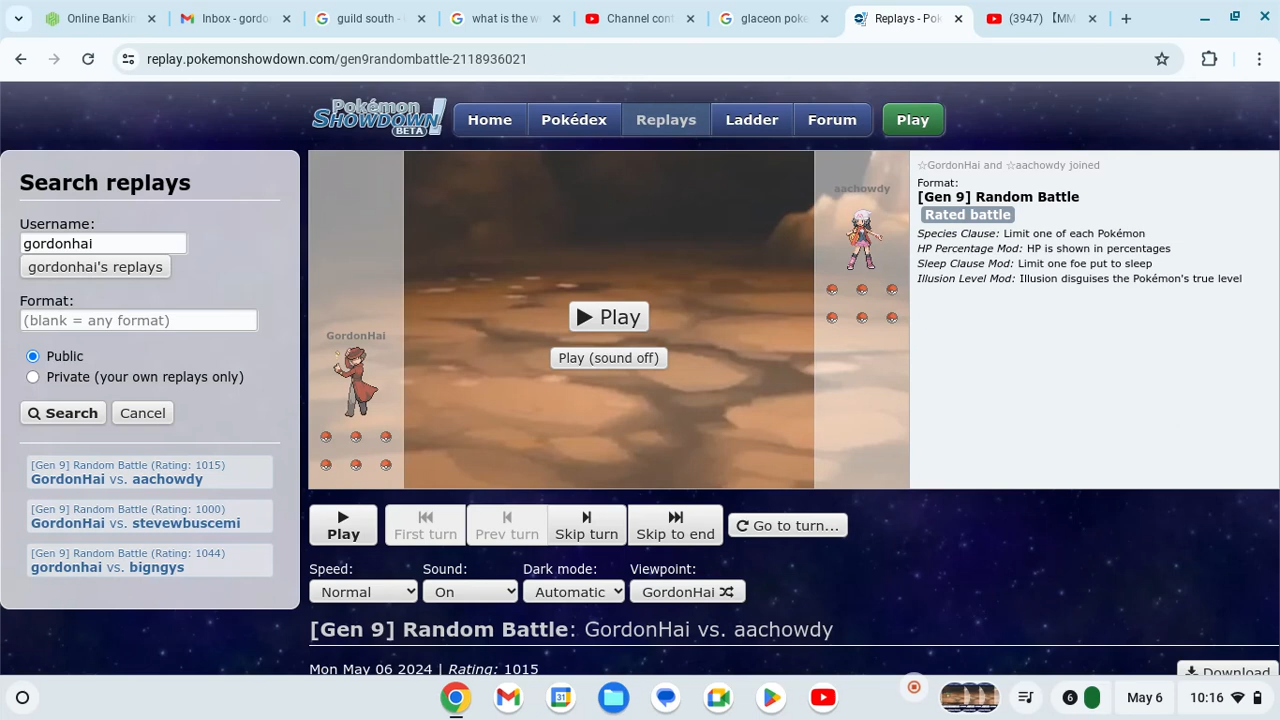 Online Bankin
Inbox - gordo
guild south -
what is the w
Channel cont
glaceon poke
Replays - Pok
(3947) 【MM
replay.pokemonshowdown.com/gen9randombattle-2118936021
Pokémon
SHOWDOWN!
BETA
Home
Pokédex
Replays
Ladder
Forum
Play
Search replays
Username:
gordonhai
gordonhai's replays
Format:
(blank = any format)
Public
Private (your own replays only)
Search
Cancel
[Gen 9] Random Battle (Rating: 1015)
GordonHai vs. aachowdy
[Gen 9] Random Battle (Rating: 1000)
GordonHai vs. stevewbuscemi
[Gen 9] Random Battle (Rating: 1044)
gordonhai vs. bigngys
GordonHai
aachowdy
Play
Play (sound off)
☆GordonHai and ☆aachowdy joined
Format:
[Gen 9] Random Battle
Rated battle
Species Clause: Limit one of each Pokémon
HP Percentage Mod: HP is shown in percentages
Sleep Clause Mod: Limit one foe put to sleep
Illusion Level Mod: Illusion disguises the Pokémon's true level
Play
First turn
Prev turn
Skip turn
Skip to end
Go to turn...
Speed:
Sound:
Dark mode:
Viewpoint:
Normal
On
Automatic
GordonHai
[Gen 9] Random Battle: GordonHai vs. aachowdy
Mon May 06 2024 | Rating: 1015
Download
31
6
May 6
10:16